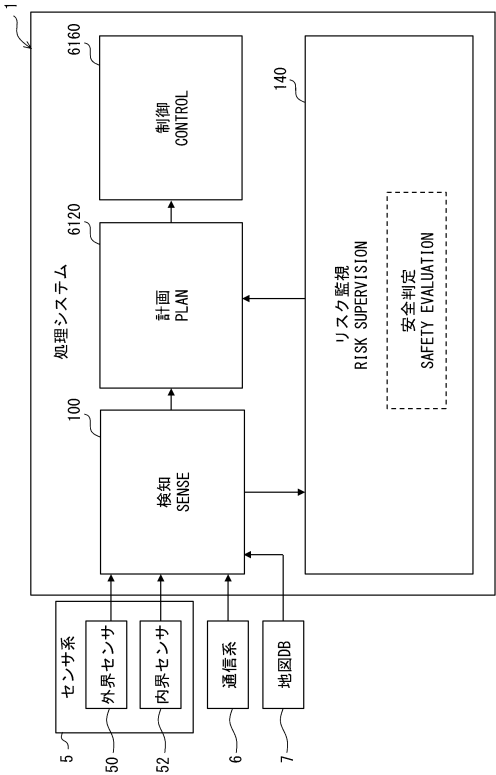 1
処理システム
センサ系
5
外界センサ
50
内界センサ
52
通信系
6
地図DB
7
検知
SENSE
100
計画
PLAN
6120
制御
CONTROL
6160
リスク監視
RISK SUPERVISION
140
安全判定
SAFETY EVALUATION